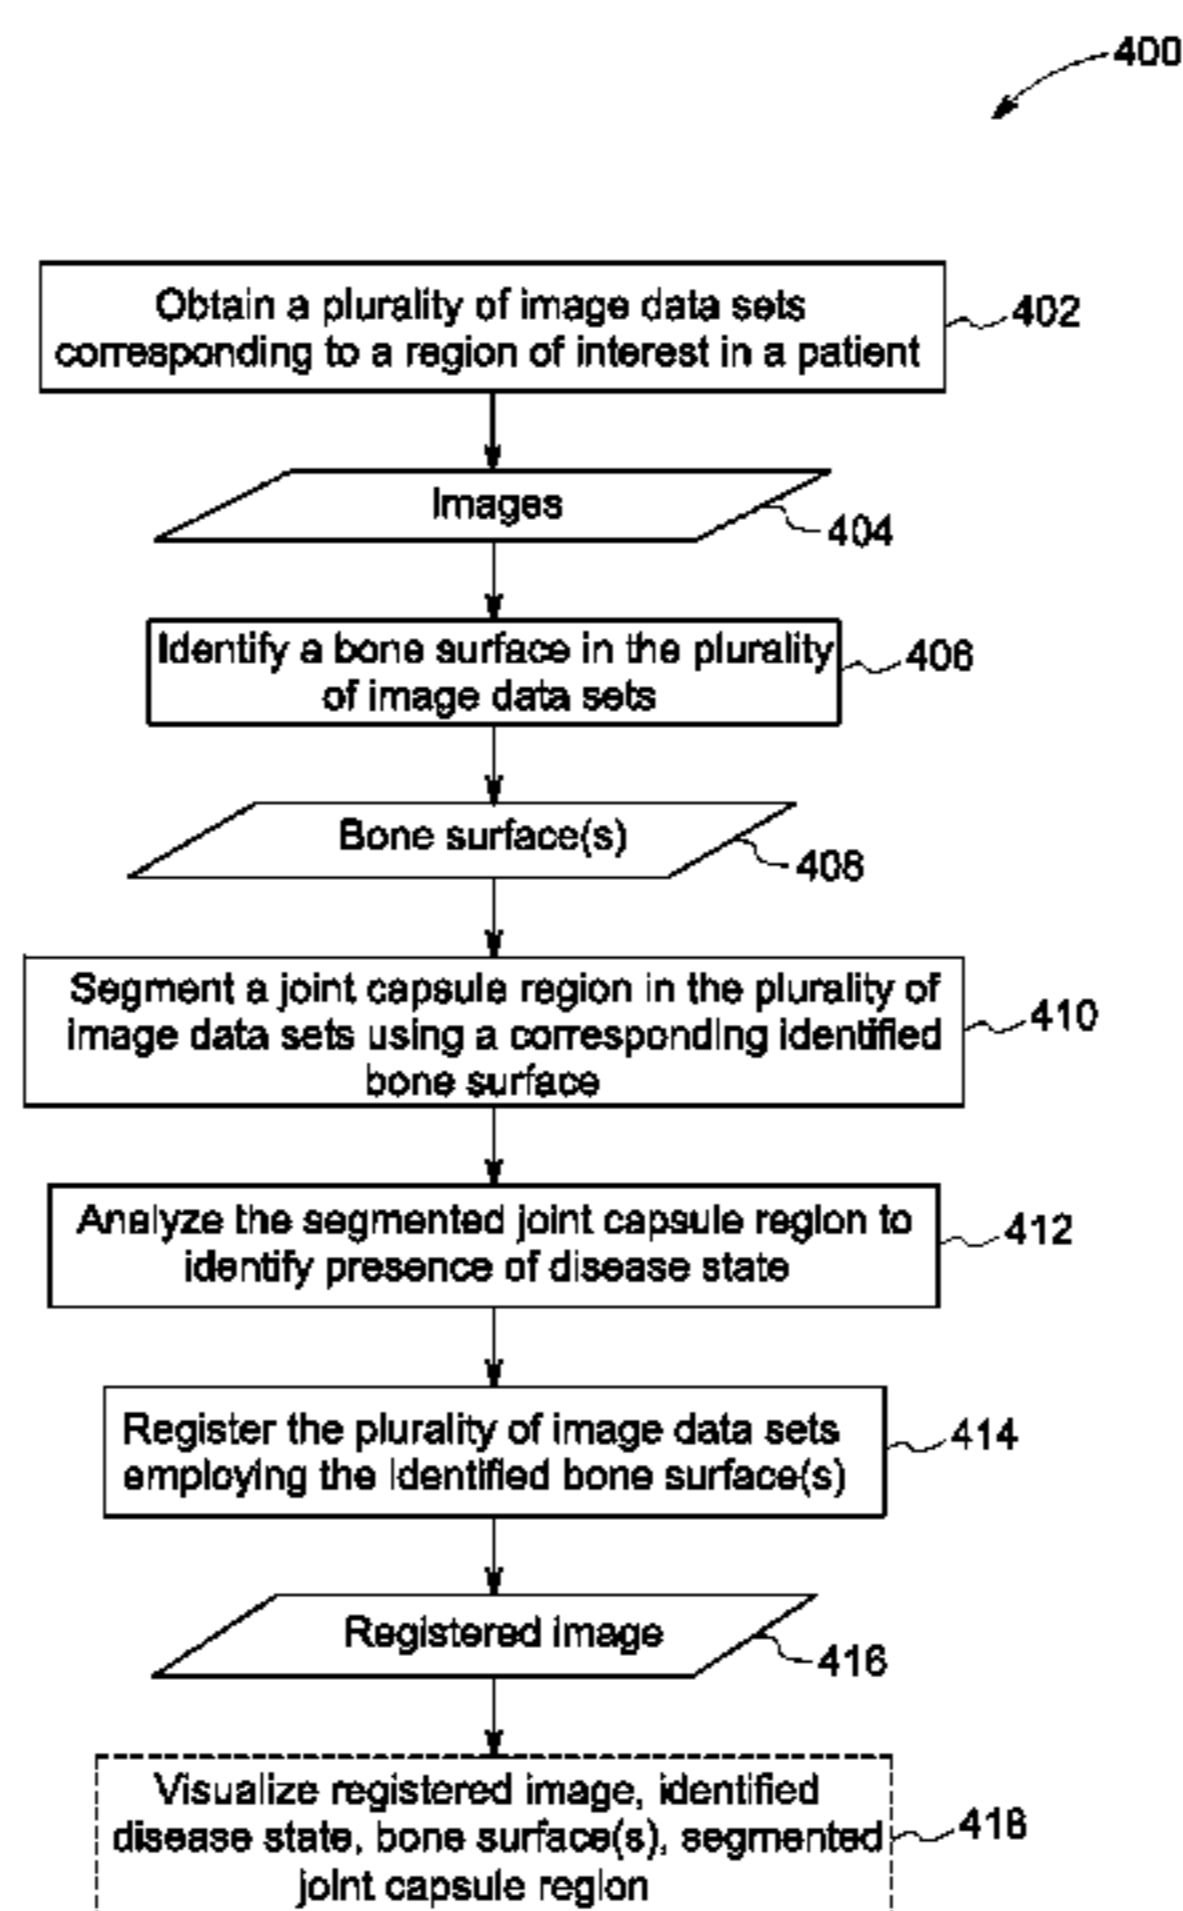 400
Obtain a plurality of image data sets
corresponding to a region of interest in a patient
402
Images
404
Identify a bone surface in the plurality
of image data sets
406
Bone surface(s)
408
Segment a joint capsule region in the plurality of
image data sets using a corresponding identified
bone surface
410
Analyze the segmented joint capsule region to
identify presence of disease state
412
Register the plurality of image data sets
employing the identified bone surface(s)
414
Registered image
416
Visualize registered image, identified
disease state, bone surface(s), segmented
joint capsule region
418